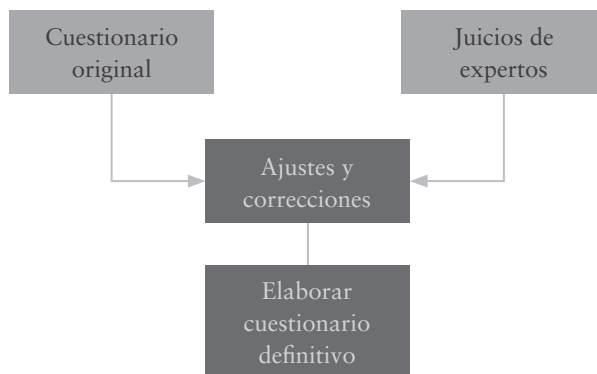 Cuestionario
original
Juicios de
expertos
Ajustes y
correcciones
Elaborar
cuestionario
definitivo